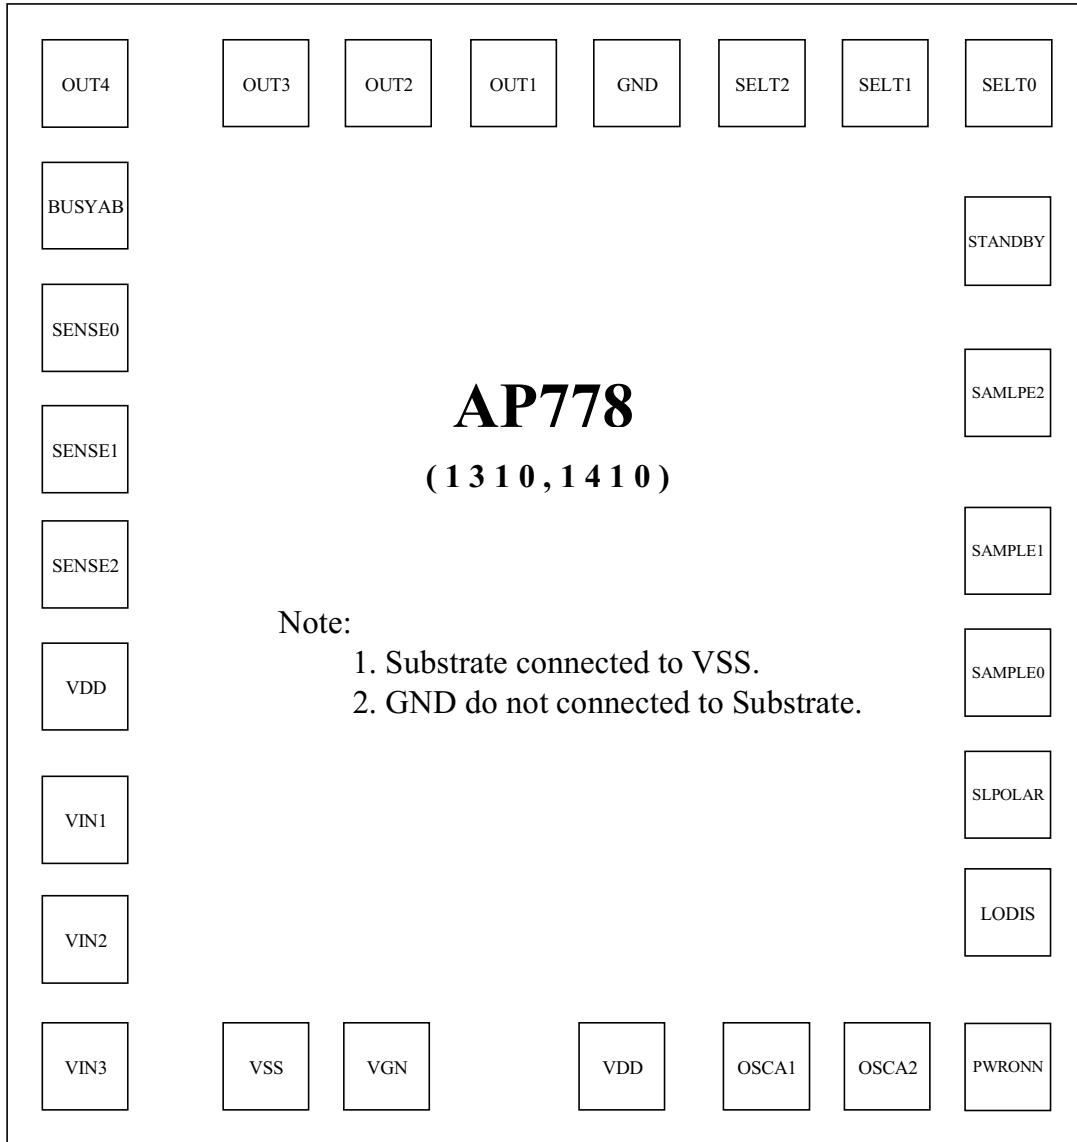 OUT4 OUT3 OUT2 OUT1 GND SELT2 SELT1 SELT0
BUSYAB
STANDBY
SENSE0
SAMLPE2
AP778
SENSE1
(1310,1410)
SAMPLE1
SENSE2
Note:
1. Substrate connected to VSS.
SAMPLE0
VDD
2. GND do not connected to Substrate.
SLPOLAR
VIN1
LODIS
VIN2
VIN3 VSS VGN VDD OSCA1 OSCA2 PWRONN